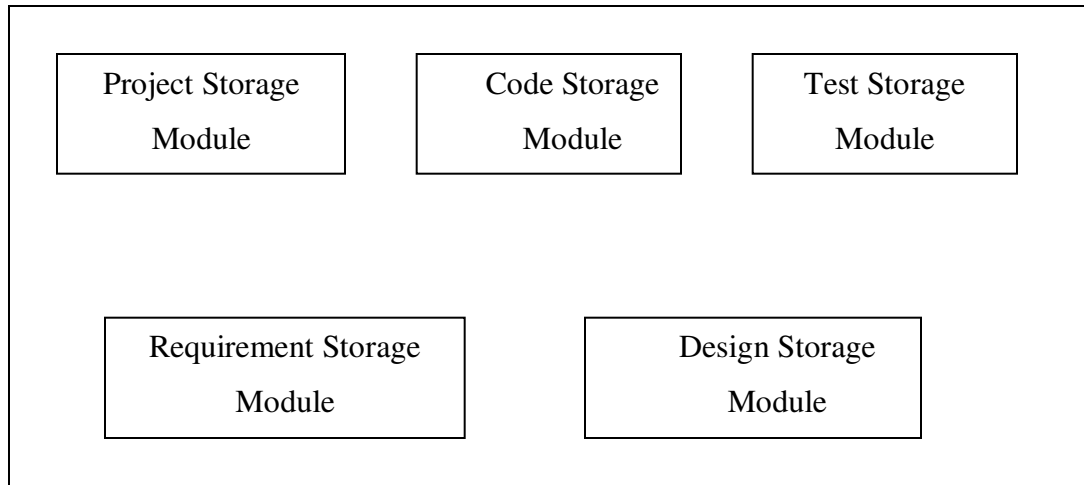 Project Storage
Module
Code Storage
Module
Test Storage
Module
Requirement Storage
Module
Design Storage
Module